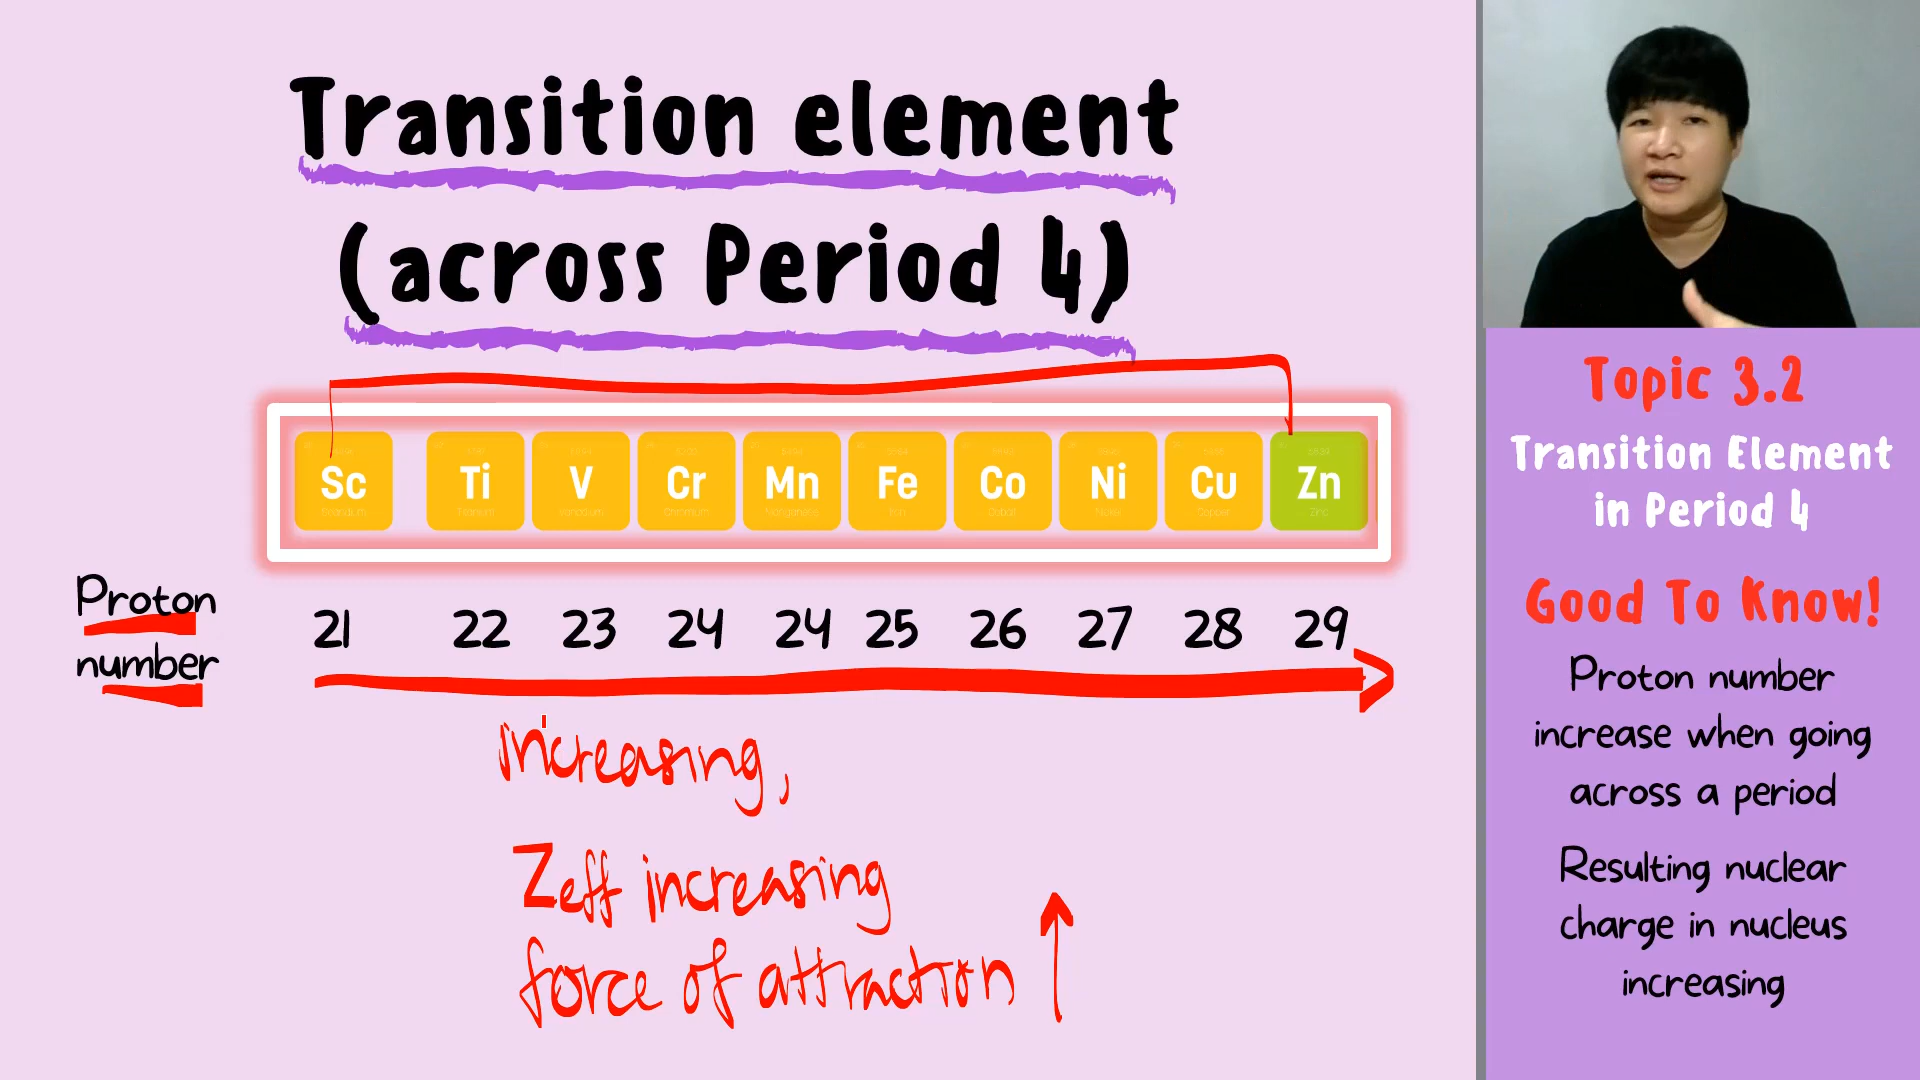 Transition element
(across Period 4)
Sc Ti V Cr Mn Fe Co Ni Cu Zn
Proton
number
21 22 23 24 24 25 26 27 28 29
increasing,
Zeff increasing
force of attraction
Topic 3.2
Transition Element
in Period 4
Good To Know!
Proton number
increase when going
across a period
Resulting nuclear
charge in nucleus
increasing